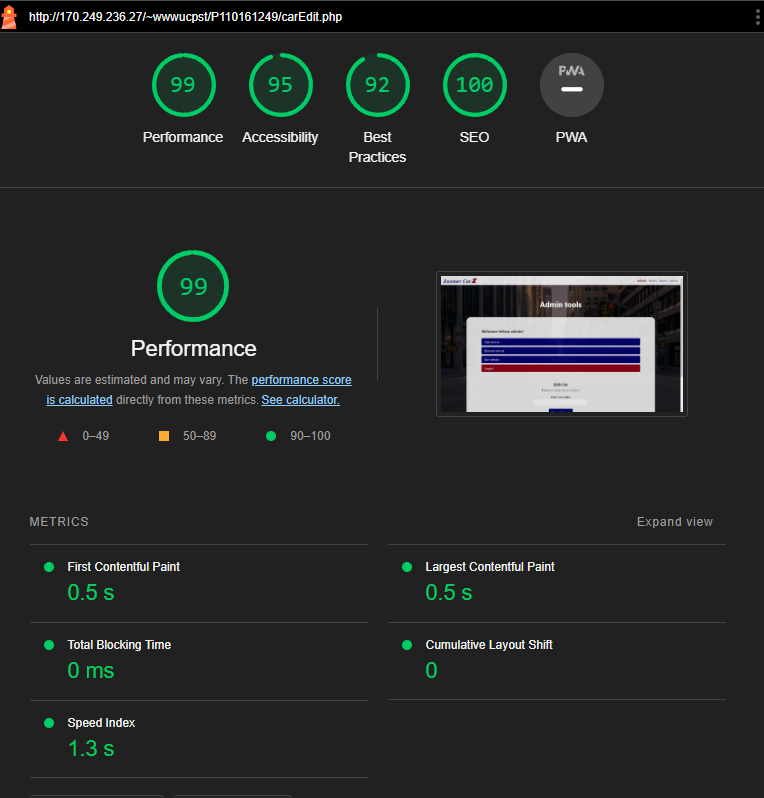 http://170.249.236.27/~wwwucpst/P110161249/carEdit.php
99
95
92
100
PWA
Performance
Accessibility
Best
Practices
SEO
PWA
99
Performance
Values are estimated and may vary. The performance score
is calculated directly from these metrics. See calculator.
0–49
50–89
90–100
Admin tools
METRICS
Expand view
First Contentful Paint
0.5 s
Largest Contentful Paint
0.5 s
Total Blocking Time
0 ms
Cumulative Layout Shift
0
Speed Index
1.3 s